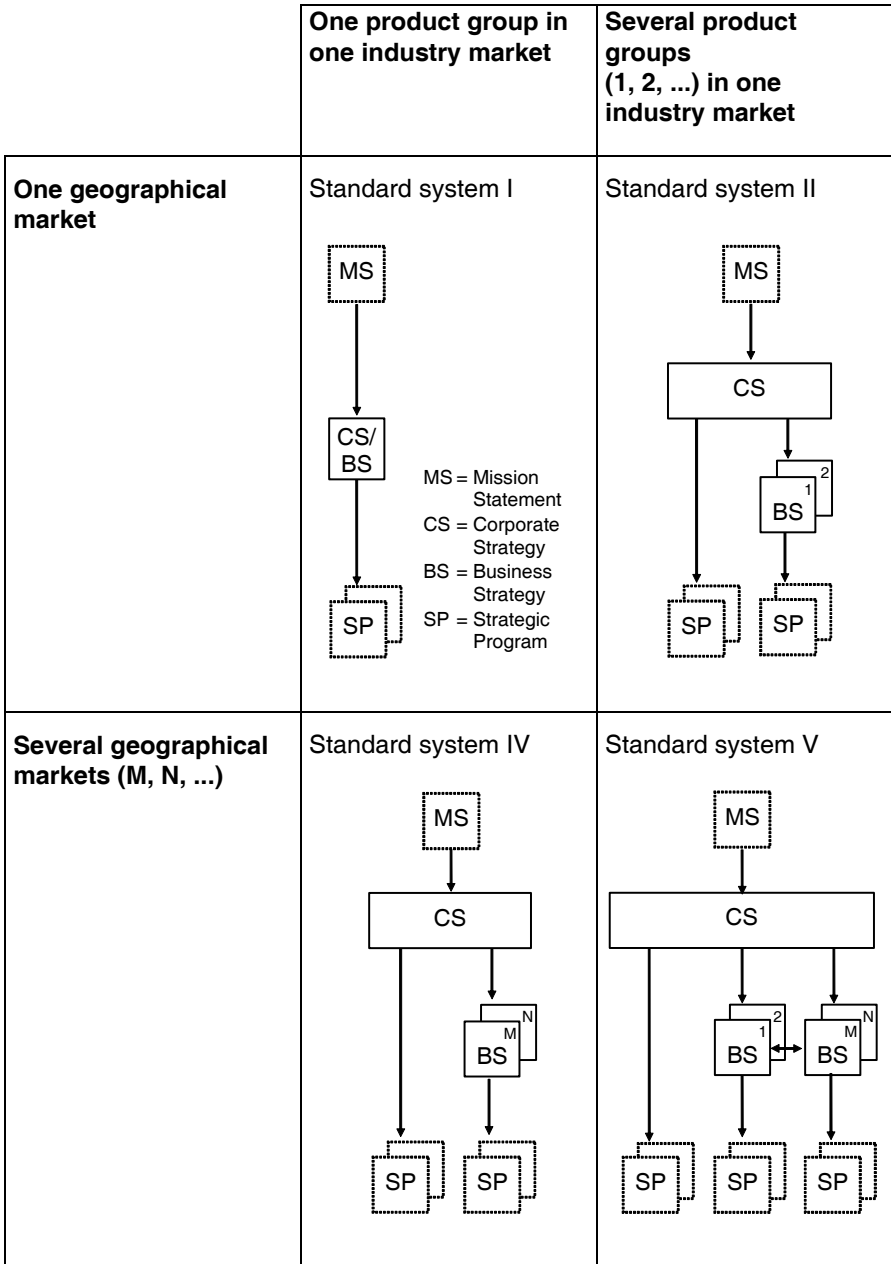 One product group in
one industry market
Several product
groups
(1, 2, ...) in one
industry market
One geographical
market
Standard system I
MS
CS/
BS
SP
MS = Mission
Statement
CS = Corporate
Strategy
BS = Business
Strategy
SP = Strategic
Program
Standard system II
MS
CS
2
1
BS
SP
SP
Several geographical
markets (M, N, ...)
Standard system IV
MS
CS
N
M
BS
SP
SP
Standard system V
MS
CS
2
1
BS
N
M
BS
SP
SP
SP